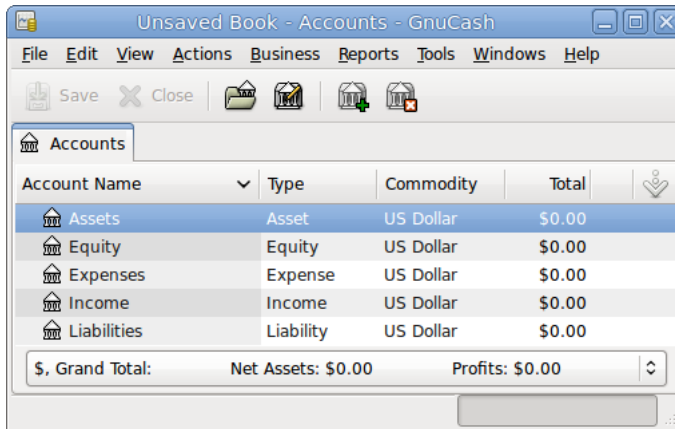 Unsaved Book - Accounts - GnuCash
File Edit View Actions Business Reports Tools Windows Help
Save Close
Accounts
Account Name Type Commodity Total
Assets Asset US Dollar $0.00
Equity Equity US Dollar $0.00
Expenses Expense US Dollar $0.00
Income Income US Dollar $0.00
Liabilities Liability US Dollar $0.00
$, Grand Total: Net Assets: $0.00 Profits: $0.00